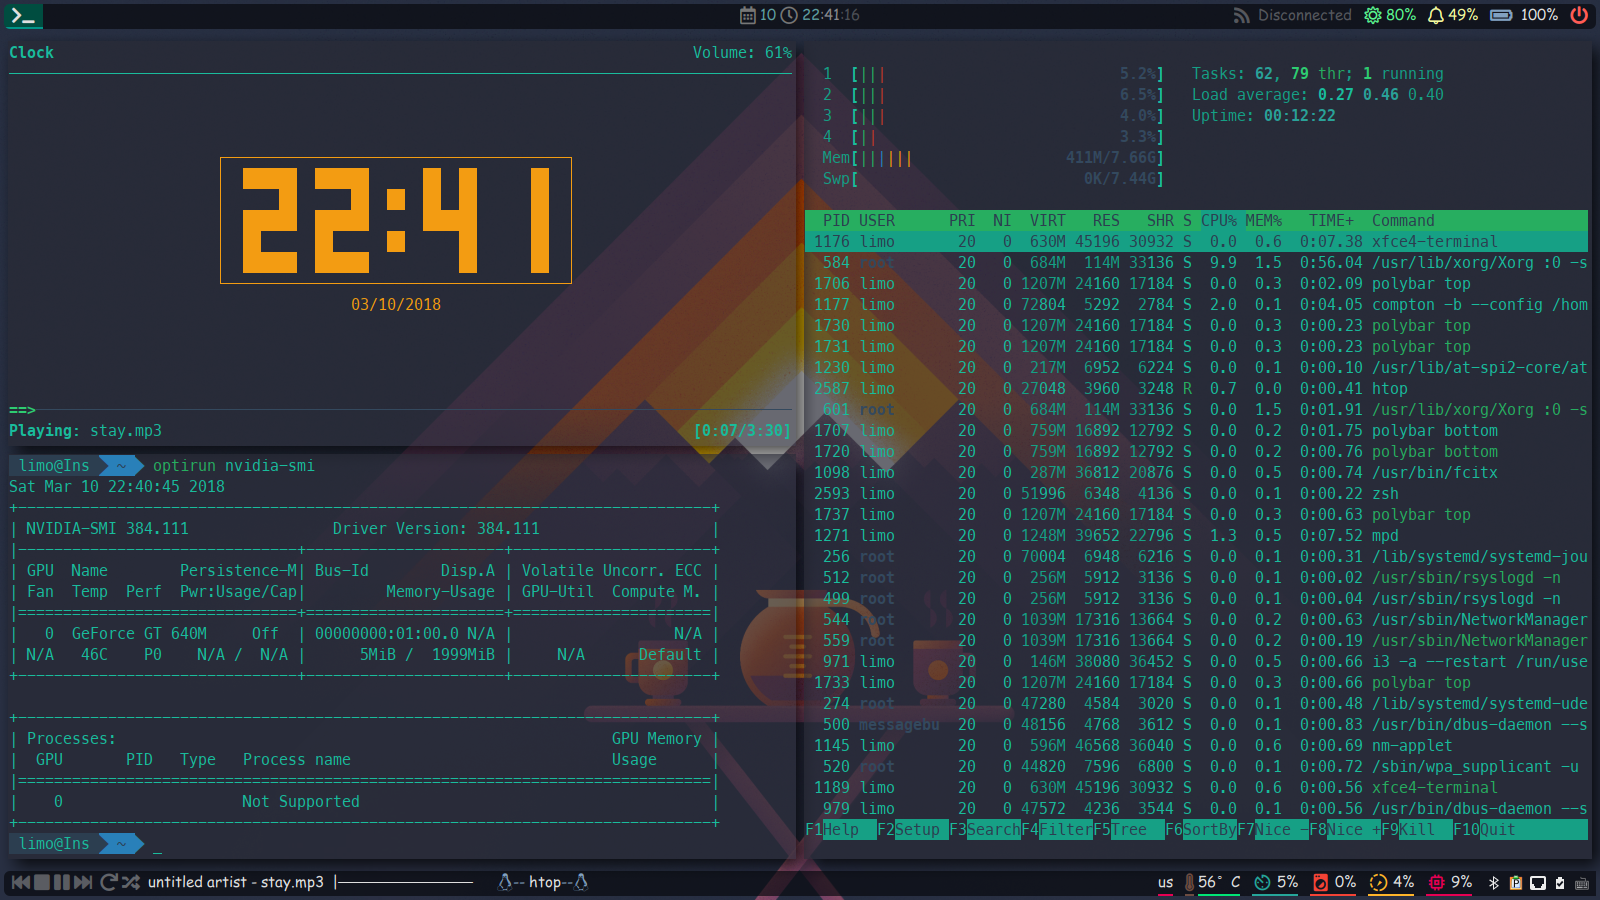 >_ 10 22:41:16 Disconnected 80% 49% 100%
Clock Volume: 61%
22:41
03/10/2018
==>
Playing: stay.mp3 [0:07/3:30]
limo@Ins ~ optirun nvidia-smi
Sat Mar 10 22:40:45 2018
+-------------------------------+----------------------+----------------------+
| NVIDIA-SMI 384.111 Driver Version: 384.111 |
|-------------------------------+----------------------+----------------------+
| GPU Name Persistence-M| Bus-Id Disp.A | Volatile Uncorr. ECC |
| Fan Temp Perf Pwr:Usage/Cap| Memory-Usage | GPU-Util Compute M. |
|===============================+======================+======================|
| 0 GeForce GT 640M Off | 00000000:01:00.0 N/A | N/A |
| N/A 46C P0 N/A / N/A | 5MiB / 1999MiB | N/A Default |
+-------------------------------+----------------------+----------------------+
+-----------------------------------------------------------------------------+
| Processes: GPU Memory |
| GPU PID Type Process name Usage |
|=============================================================================|
| 0 Not Supported |
+-----------------------------------------------------------------------------+
limo@Ins ~ _
1 [||| 5.2%] Tasks: 62, 79 thr; 1 running
2 [||| 6.5%] Load average: 0.27 0.46 0.40
3 [||| 4.0%] Uptime: 00:12:22
4 [|| 3.3%]
Mem[|||||| 411M/7.66G]
Swp[ 0K/7.44G]
PID USER PRI NI VIRT RES SHR S CPU% MEM% TIME+ Command
1176 limo 20 0 630M 45196 30932 S 0.0 0.6 0:07.38 xfce4-terminal
584 root 20 0 684M 114M 33136 S 9.9 1.5 0:56.04 /usr/lib/xorg/Xorg :0 -s
1706 limo 20 0 1207M 24160 17184 S 0.0 0.3 0:02.09 polybar top
1177 limo 20 0 72804 5292 2784 S 2.0 0.1 0:04.05 compton -b --config /hom
1730 limo 20 0 1207M 24160 17184 S 0.0 0.3 0:00.23 polybar top
1731 limo 20 0 1207M 24160 17184 S 0.0 0.3 0:00.23 polybar top
1230 limo 20 0 217M 6952 6224 S 0.0 0.1 0:00.10 /usr/lib/at-spi2-core/at
2587 limo 20 0 27048 3960 3248 R 0.7 0.0 0:00.41 htop
601 root 20 0 684M 114M 33136 S 0.0 1.5 0:01.91 /usr/lib/xorg/Xorg :0 -s
1707 limo 20 0 759M 16892 12792 S 0.0 0.2 0:01.75 polybar bottom
1720 limo 20 0 759M 16892 12792 S 0.0 0.2 0:00.76 polybar bottom
1098 limo 20 0 287M 36812 20876 S 0.0 0.5 0:00.74 /usr/bin/fcitx
2593 limo 20 0 51996 6348 4136 S 0.0 0.1 0:00.22 zsh
1737 limo 20 0 1207M 24160 17184 S 0.0 0.3 0:00.63 polybar top
1271 limo 20 0 1248M 39652 22796 S 1.3 0.5 0:07.52 mpd
256 root 20 0 70004 6948 6216 S 0.0 0.1 0:00.31 /lib/systemd/systemd-jou
512 root 20 0 256M 5912 3136 S 0.0 0.1 0:00.02 /usr/sbin/rsyslogd -n
499 root 20 0 256M 5912 3136 S 0.0 0.1 0:00.04 /usr/sbin/rsyslogd -n
544 root 20 0 1039M 17316 13664 S 0.0 0.2 0:00.63 /usr/sbin/NetworkManager
559 root 20 0 1039M 17316 13664 S 0.0 0.2 0:00.19 /usr/sbin/NetworkManager
971 limo 20 0 146M 38080 36452 S 0.0 0.5 0:00.66 i3 -a --restart /run/use
1733 limo 20 0 1207M 24160 17184 S 0.0 0.3 0:00.66 polybar top
274 root 20 0 47280 4584 3020 S 0.0 0.1 0:00.48 /lib/systemd/systemd-ude
500 messagebu 20 0 48156 4768 3612 S 0.0 0.1 0:00.83 /usr/bin/dbus-daemon --s
1145 limo 20 0 596M 46568 36040 S 0.0 0.6 0:00.69 nm-applet
520 root 20 0 44820 7596 6800 S 0.0 0.1 0:00.72 /sbin/wpa_supplicant -u
1189 limo 20 0 630M 45196 30932 S 0.0 0.6 0:00.56 xfce4-terminal
979 limo 20 0 47572 4236 3544 S 0.0 0.1 0:00.56 /usr/bin/dbus-daemon --s
F1Help F2Setup F3SearchF4FilterF5Tree F6SortByF7Nice -F8Nice +F9Kill F10Quit
untitled artist - stay.mp3 |—————— -- htop-- us 56° C 5% 0% 4% 9%